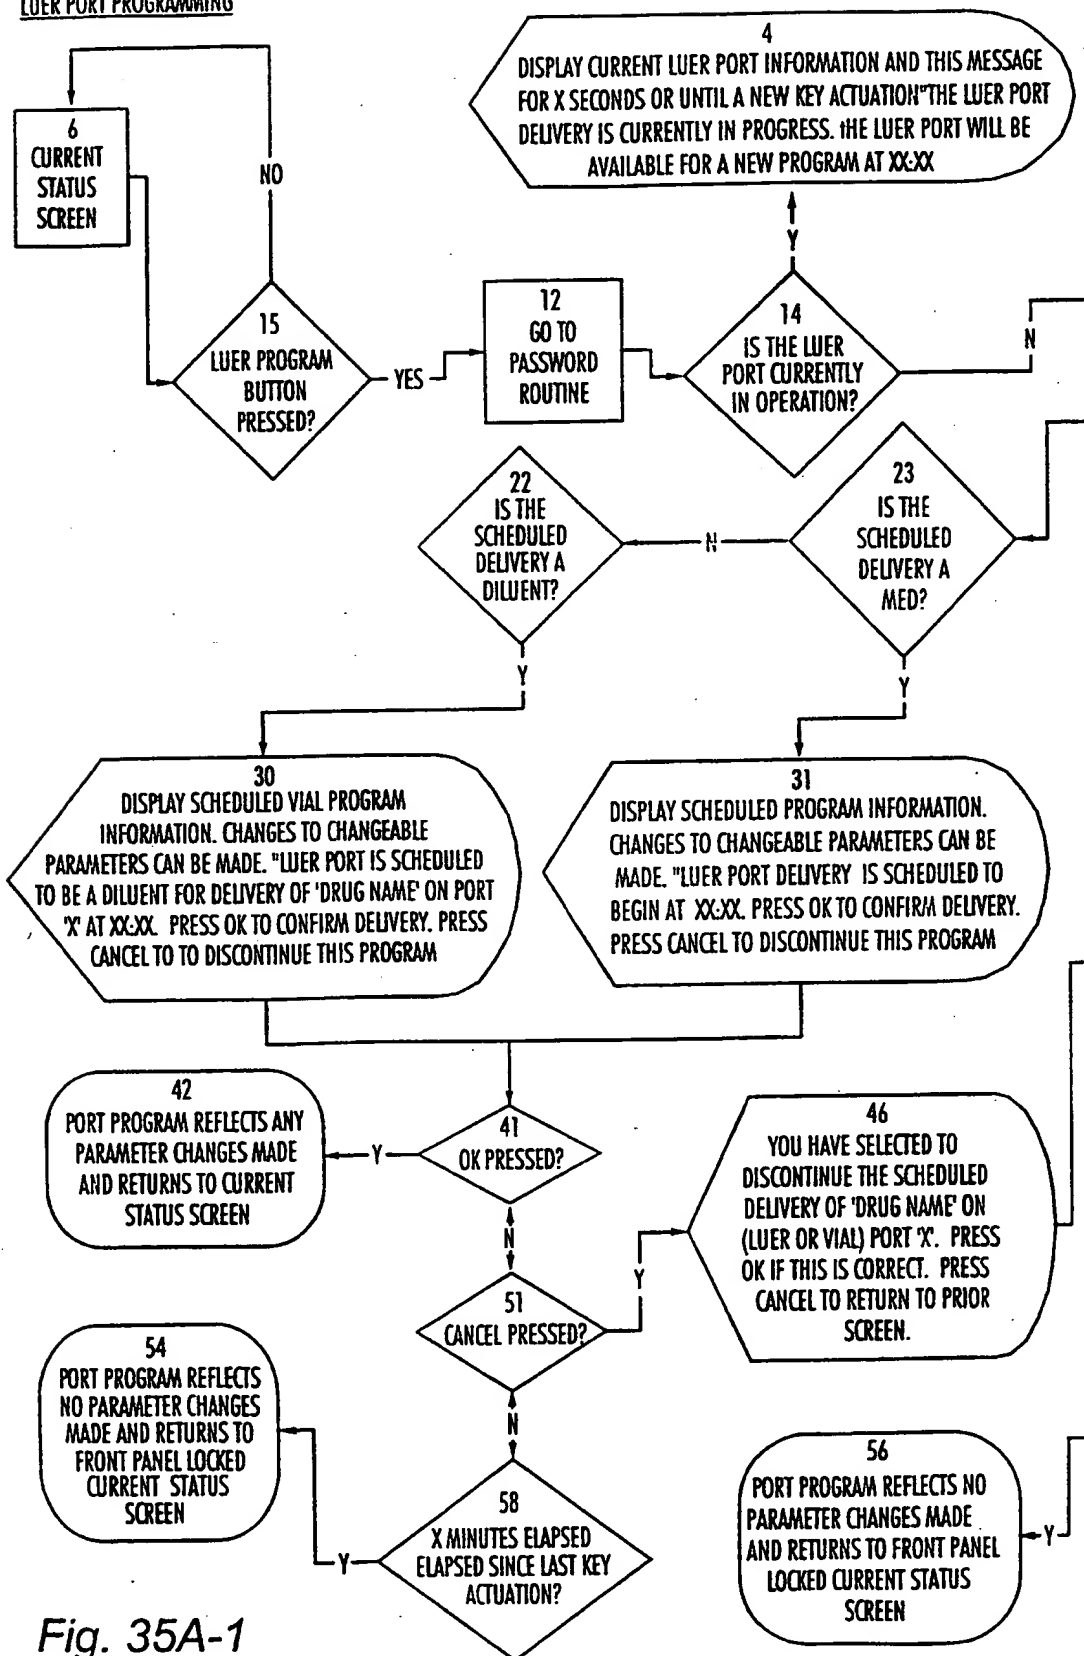 LUER PORT PROGRAMMING
4
DISPLAY CURRENT LUER PORT INFORMATION AND THIS MESSAGE
FOR X SECONDS OR UNTIL A NEW KEY ACTUATION"THE LUER PORT
DELIVERY IS CURRENTLY IN PROGRESS. THE LUER PORT WILL BE
AVAILABLE FOR A NEW PROGRAM AT XX:XX
6
CURRENT
STATUS
SCREEN
NO
Y
15
LUER PROGRAM
BUTTON
PRESSED?
YES
12
GO TO
PASSWORD
ROUTINE
14
IS THE LUER
PORT CURRENTLY
IN OPERATION?
N
22
IS THE
SCHEDULED
DELIVERY A
DILUENT?
N
23
IS THE
SCHEDULED
DELIVERY A
MED?
Y
Y
30
DISPLAY SCHEDULED VIAL PROGRAM
INFORMATION. CHANGES TO CHANGEABLE
PARAMETERS CAN BE MADE. "LUER PORT IS SCHEDULED
TO BE A DILUENT FOR DELIVERY OF 'DRUG NAME' ON PORT
'X' AT XX:XX. PRESS OK TO CONFIRM DELIVERY. PRESS
CANCEL TO TO DISCONTINUE THIS PROGRAM
31
DISPLAY SCHEDULED PROGRAM INFORMATION.
CHANGES TO CHANGEABLE PARAMETERS CAN BE
MADE. "LUER PORT DELIVERY IS SCHEDULED TO
BEGIN AT XX:XX. PRESS OK TO CONFIRM DELIVERY.
PRESS CANCEL TO DISCONTINUE THIS PROGRAM
42
PORT PROGRAM REFLECTS ANY
PARAMETER CHANGES MADE
AND RETURNS TO CURRENT
STATUS SCREEN
Y
41
OK PRESSED?
N
46
YOU HAVE SELECTED TO
DISCONTINUE THE SCHEDULED
DELIVERY OF 'DRUG NAME' ON
(LUER OR VIAL) PORT 'X'. PRESS
OK IF THIS IS CORRECT. PRESS
CANCEL TO RETURN TO PRIOR
SCREEN.
51
CANCEL PRESSED?
Y
N
54
PORT PROGRAM REFLECTS
NO PARAMETER CHANGES
MADE AND RETURNS TO
FRONT PANEL LOCKED
CURRENT STATUS
SCREEN
Y
58
X MINUTES ELAPSED
ELAPSED SINCE LAST KEY
ACTUATION?
56
PORT PROGRAM REFLECTS NO
PARAMETER CHANGES MADE
AND RETURNS TO FRONT PANEL
LOCKED CURRENT STATUS
SCREEN
Y
Fig. 35A-1